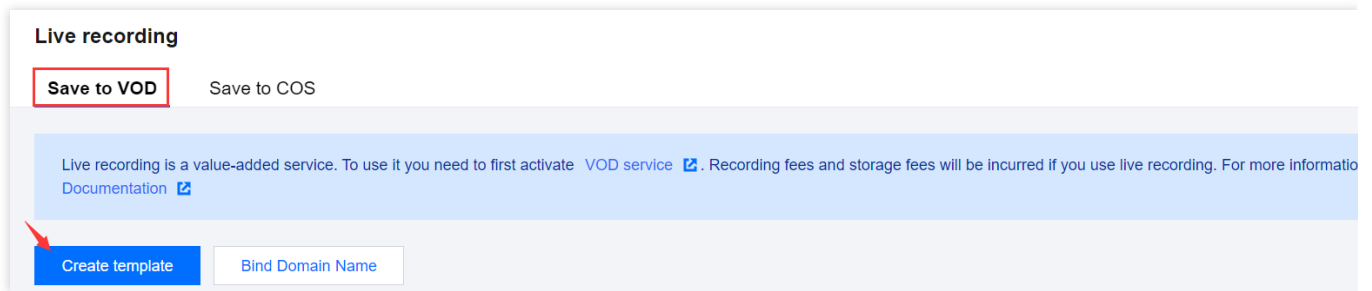 Live recording
Save to VOD Save to COS
Live recording is a value-added service. To use it you need to first activate VOD service . Recording fees and storage fees will be incurred if you use live recording. For more informatio
Documentation
Create template Bind Domain Name